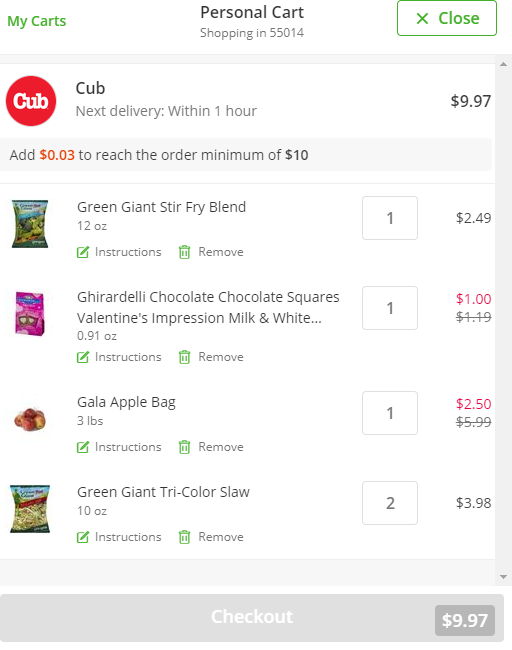 My Carts
Personal Cart
Shopping in 55014
× Close
Cub
Cub
Next delivery: Within 1 hour
$9.97
Add $0.03 to reach the order minimum of $10
Green Giant Stir Fry Blend
12 oz
1
$2.49
Instructions Remove
Ghirardelli Chocolate Chocolate Squares
Valentine's Impression Milk & White...
0.91 oz
1
$1.00
$1.19
Instructions Remove
Gala Apple Bag
3 lbs
1
$2.50
$5.99
Instructions Remove
Green Giant Tri-Color Slaw
10 oz
2
$3.98
Instructions Remove
Checkout
$9.97